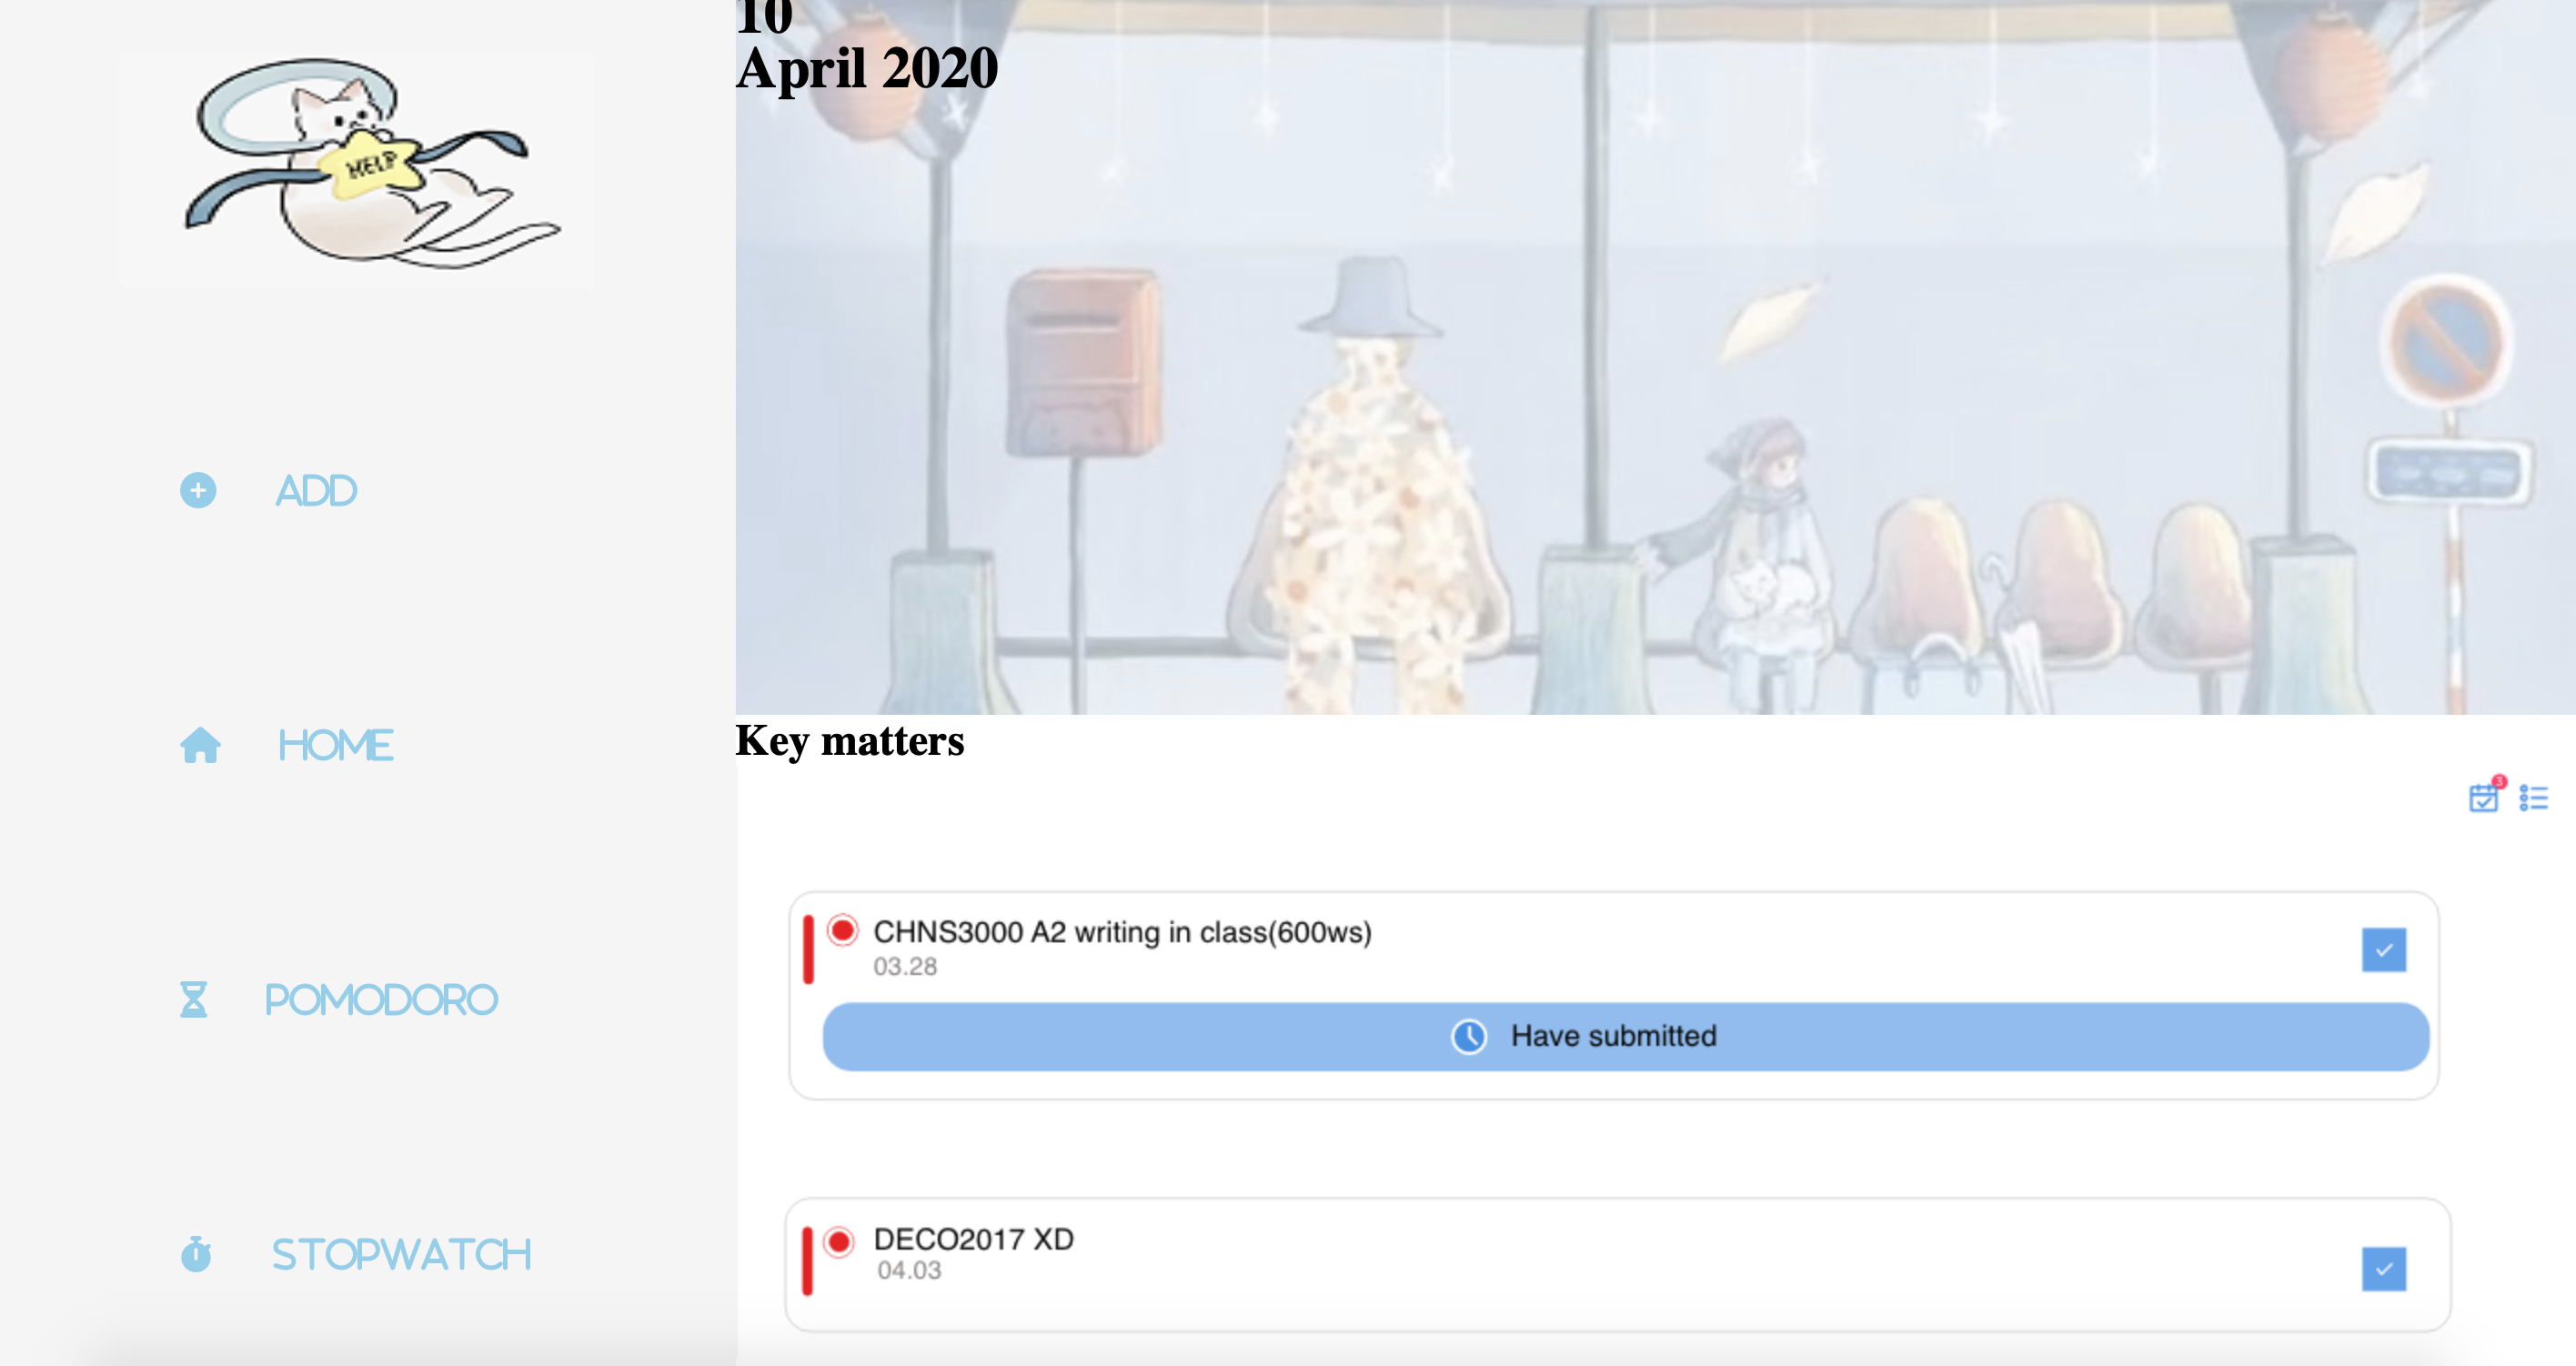 HELP
ADD
HOME
POMODORO
STOPWATCH
10
April 2020
Key matters
3
CHNS3000 A2 writing in class(600ws)
03.28
Have submitted
DECO2017 XD
04.03